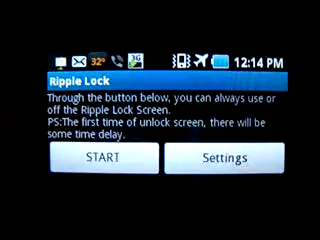 32° 3G 12:14 PM
Ripple Lock
Through the button below, you can always use or
off the Ripple Lock Screen.
PS:The first time of unlock screen, there will be
some time delay.
START Settings